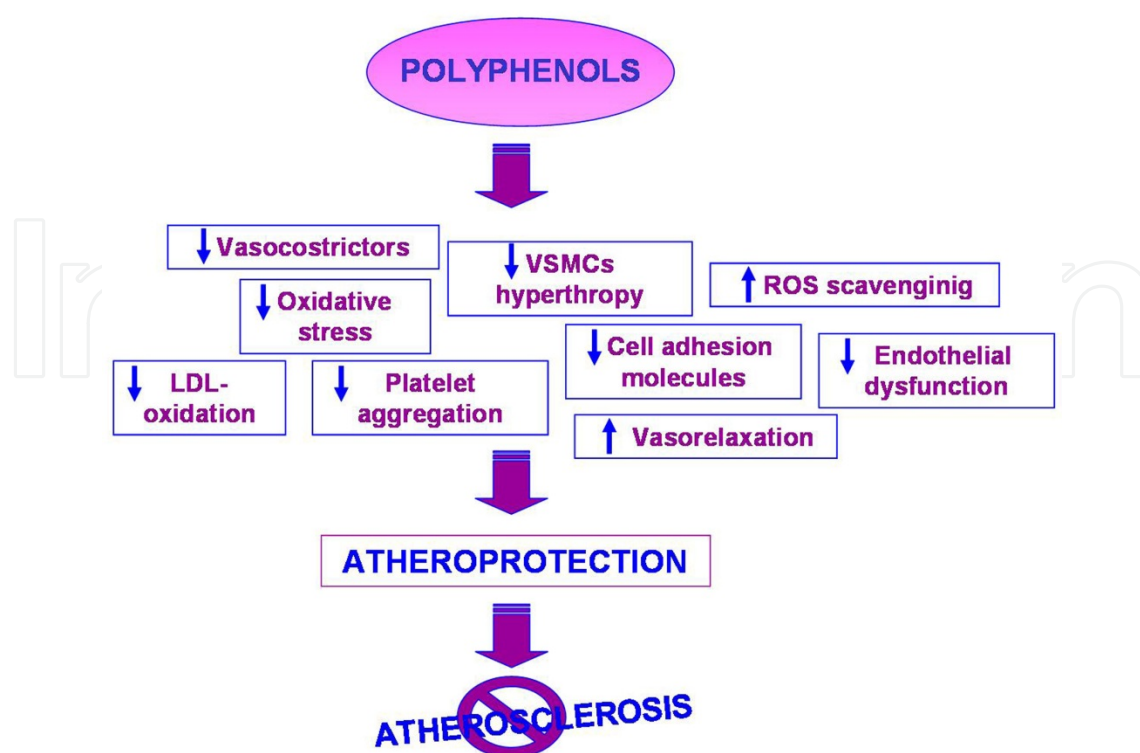 POLYPHENOLS
↓ Vasocostrictors
↓ VSMCs
hyperthropy
↑ ROS scavenginig
↓ Oxidative
stress
↓ Cell adhesion
molecules
↓ Endothelial
dysfunction
↓ LDL-
oxidation
↓ Platelet
aggregation
↑ Vasorelaxation
ATHEROPROTECTION
ATHEROSCLEROSIS